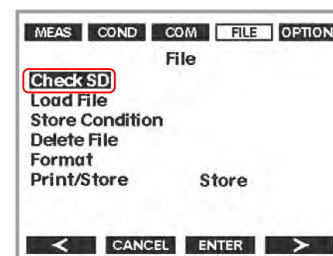 MEAS COND COM FILE OPTION
File
Check SD
Load File
Store Condition
Delete File
Format
Print/Store Store
< CANCEL ENTER >